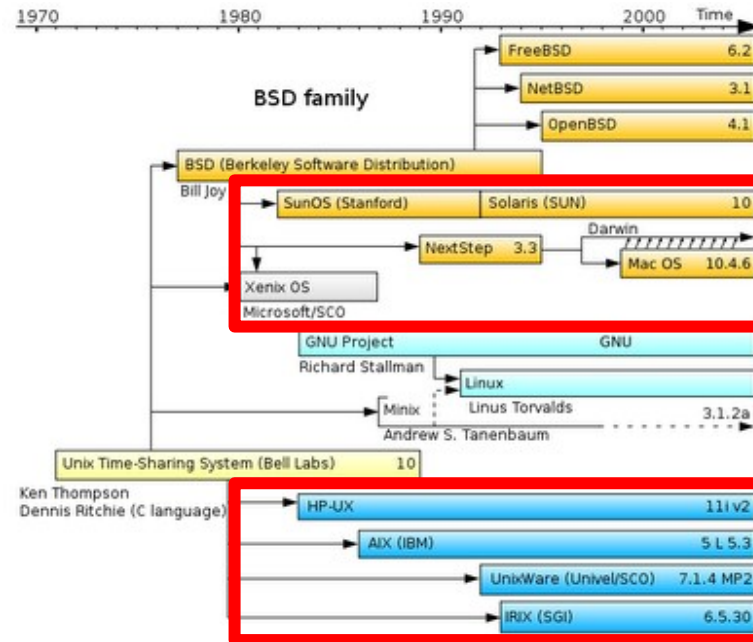 1970 1980 1990 2000 Time
FreeBSD 6.2
BSD family
NetBSD 3.1
OpenBSD 4.1
BSD (Berkeley Software Distribution)
Bill Joy
SunOS (Stanford) Solaris (SUN) 10
Darwin
NextStep 3.3
Mac OS 10.4.6
Xenix OS
Microsoft/SCO
GNU Project GNU
Richard Stallman
Linux
Minix Linus Torvalds 3.1.2a
Andrew S. Tanenbaum
Unix Time-Sharing System (Bell Labs) 10
Ken Thompson
Dennis Ritchie (C language)
HP-UX 11i v2
AIX (IBM) 5 L 5.3
UnixWare (Univel/SCO) 7.1.4 MP2
IRIX (SGI) 6.5.30